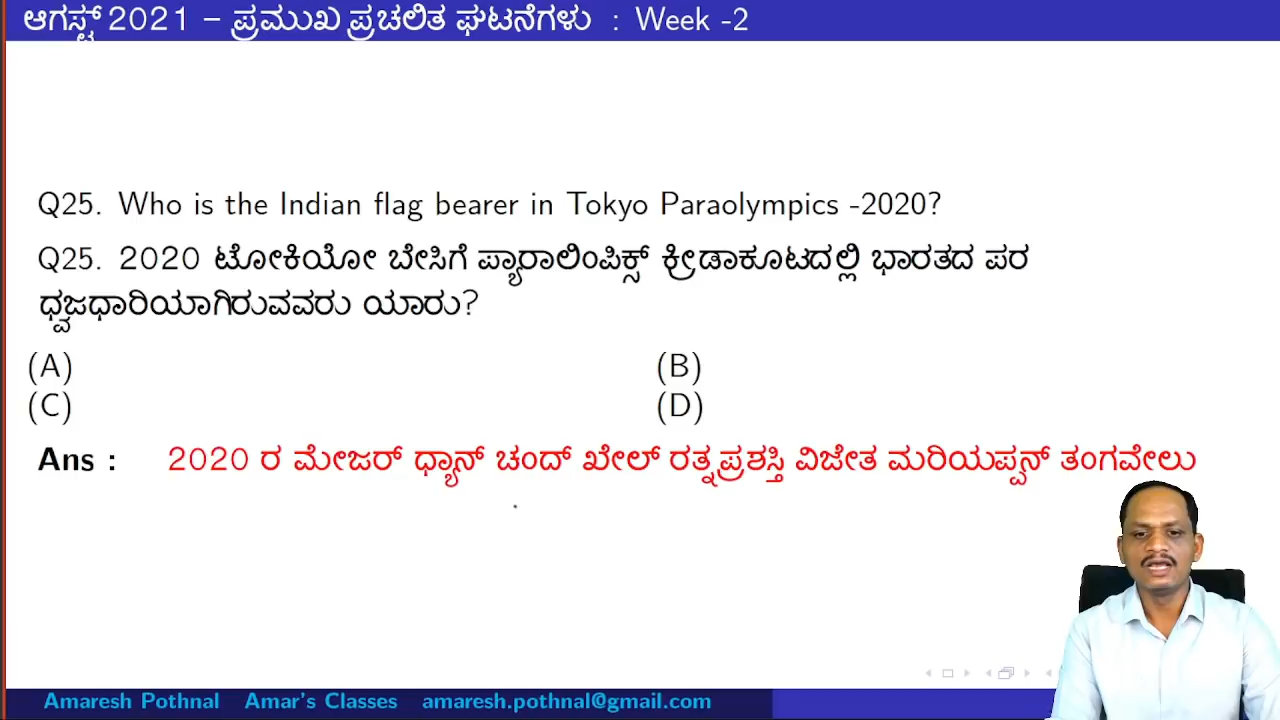 ಆಗಸ್ಟ್ 2021 – ಪ್ರಮುಖ ಪ್ರಚಲಿತ ಘಟನೆಗಳು : Week -2
Q25. Who is the Indian flag bearer in Tokyo Paraolympics -2020?
Q25. 2020 ಟೋಕಿಯೋ ಬೇಸಿಗೆ ಪ್ಯಾರಾಲಿಂಪಿಕ್ಸ್ ಕ್ರೀಡಾಕೂಟದಲ್ಲಿ ಭಾರತದ ಪರ
ಧ್ವಜಧಾರಿಯಾಗಿರುವವರು ಯಾರು?
(A) (B)
(C) (D)
Ans : 2020 ರ ಮೇಜರ್ ಧ್ಯಾನ್ ಚಂದ್ ಖೇಲ್ ರತ್ನಪ್ರಶಸ್ತಿ ವಿಜೇತ ಮರಿಯಪ್ಪನ್ ತಂಗವೇಲು
Amaresh Pothnal Amar's Classes amaresh.pothnal@gmail.com